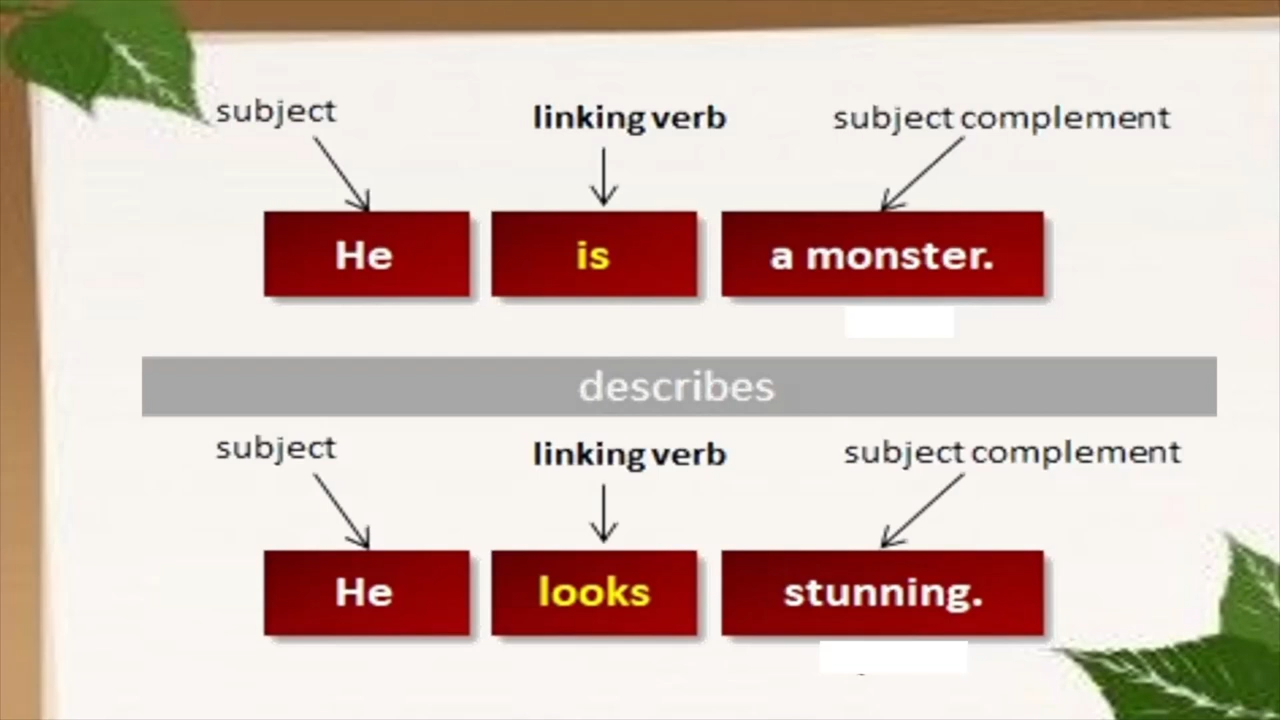 subject linking verb subject complement
He is a monster.
describes
subject linking verb subject complement
He looks stunning.